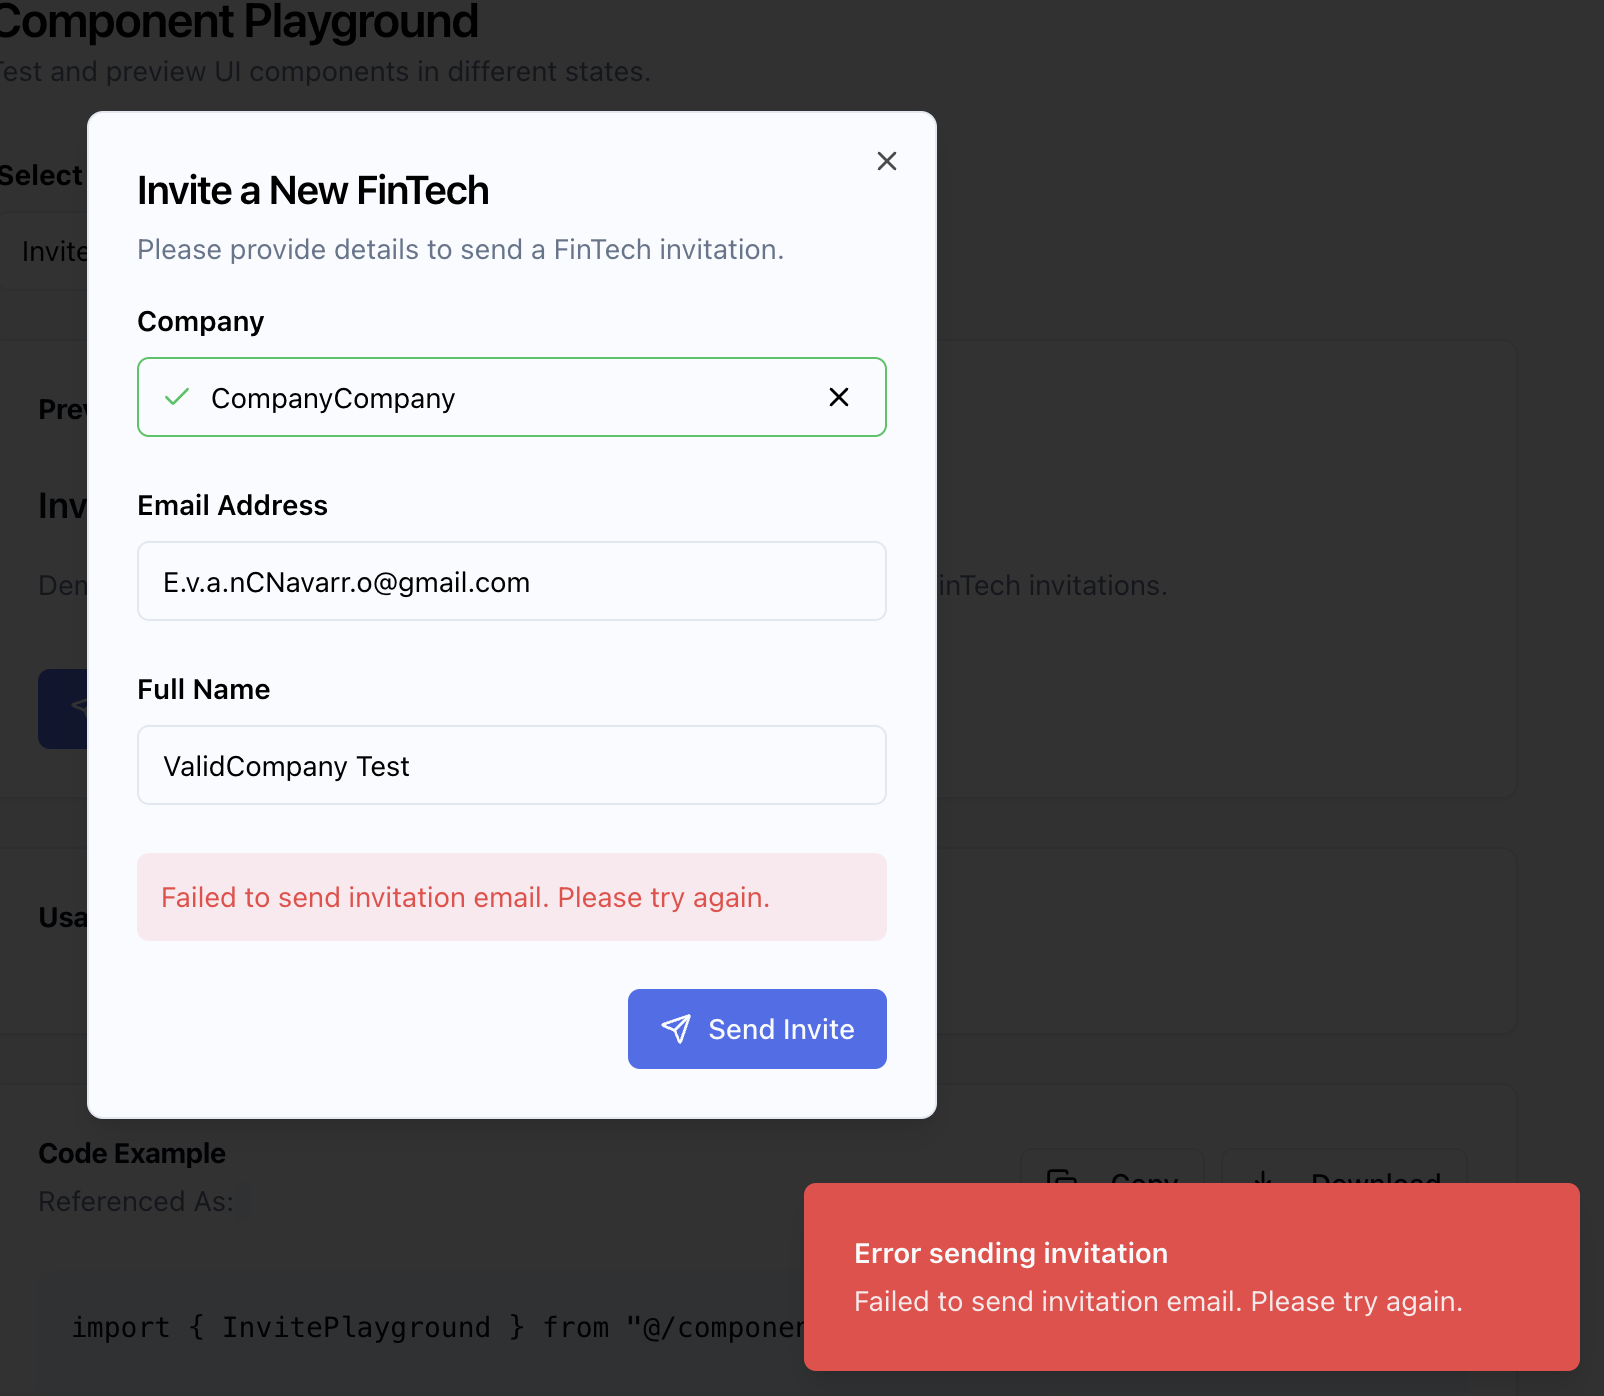 Component Playground
Test and preview UI components in different states.
Select
Invite
Invite a New FinTech
Please provide details to send a FinTech invitation.
Company
CompanyCompany
Email Address
E.v.a.nCNavarr.o@gmail.com
Full Name
ValidCompany Test
Failed to send invitation email. Please try again.
Send Invite
Prev
Inv
Den
inTech invitations.
Usa
Code Example
Copy
Download
Referenced As:
import { InvitePlayground } from "@/componen
Error sending invitation
Failed to send invitation email. Please try again.